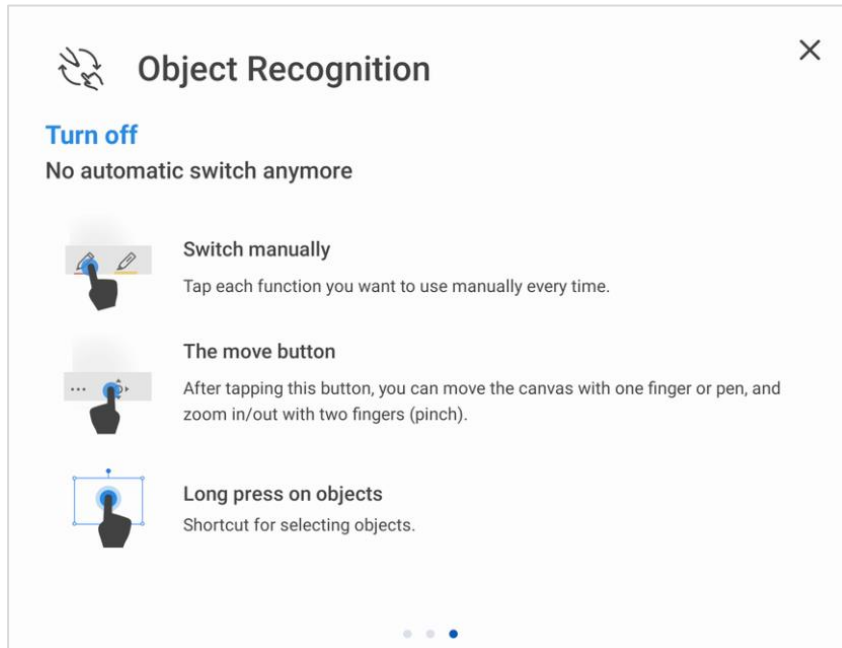 Object Recognition
Turn off
No automatic switch anymore
Switch manually
Tap each function you want to use manually every time.
The move button
After tapping this button, you can move the canvas with one finger or pen, and
zoom in/out with two fingers (pinch).
Long press on objects
Shortcut for selecting objects.